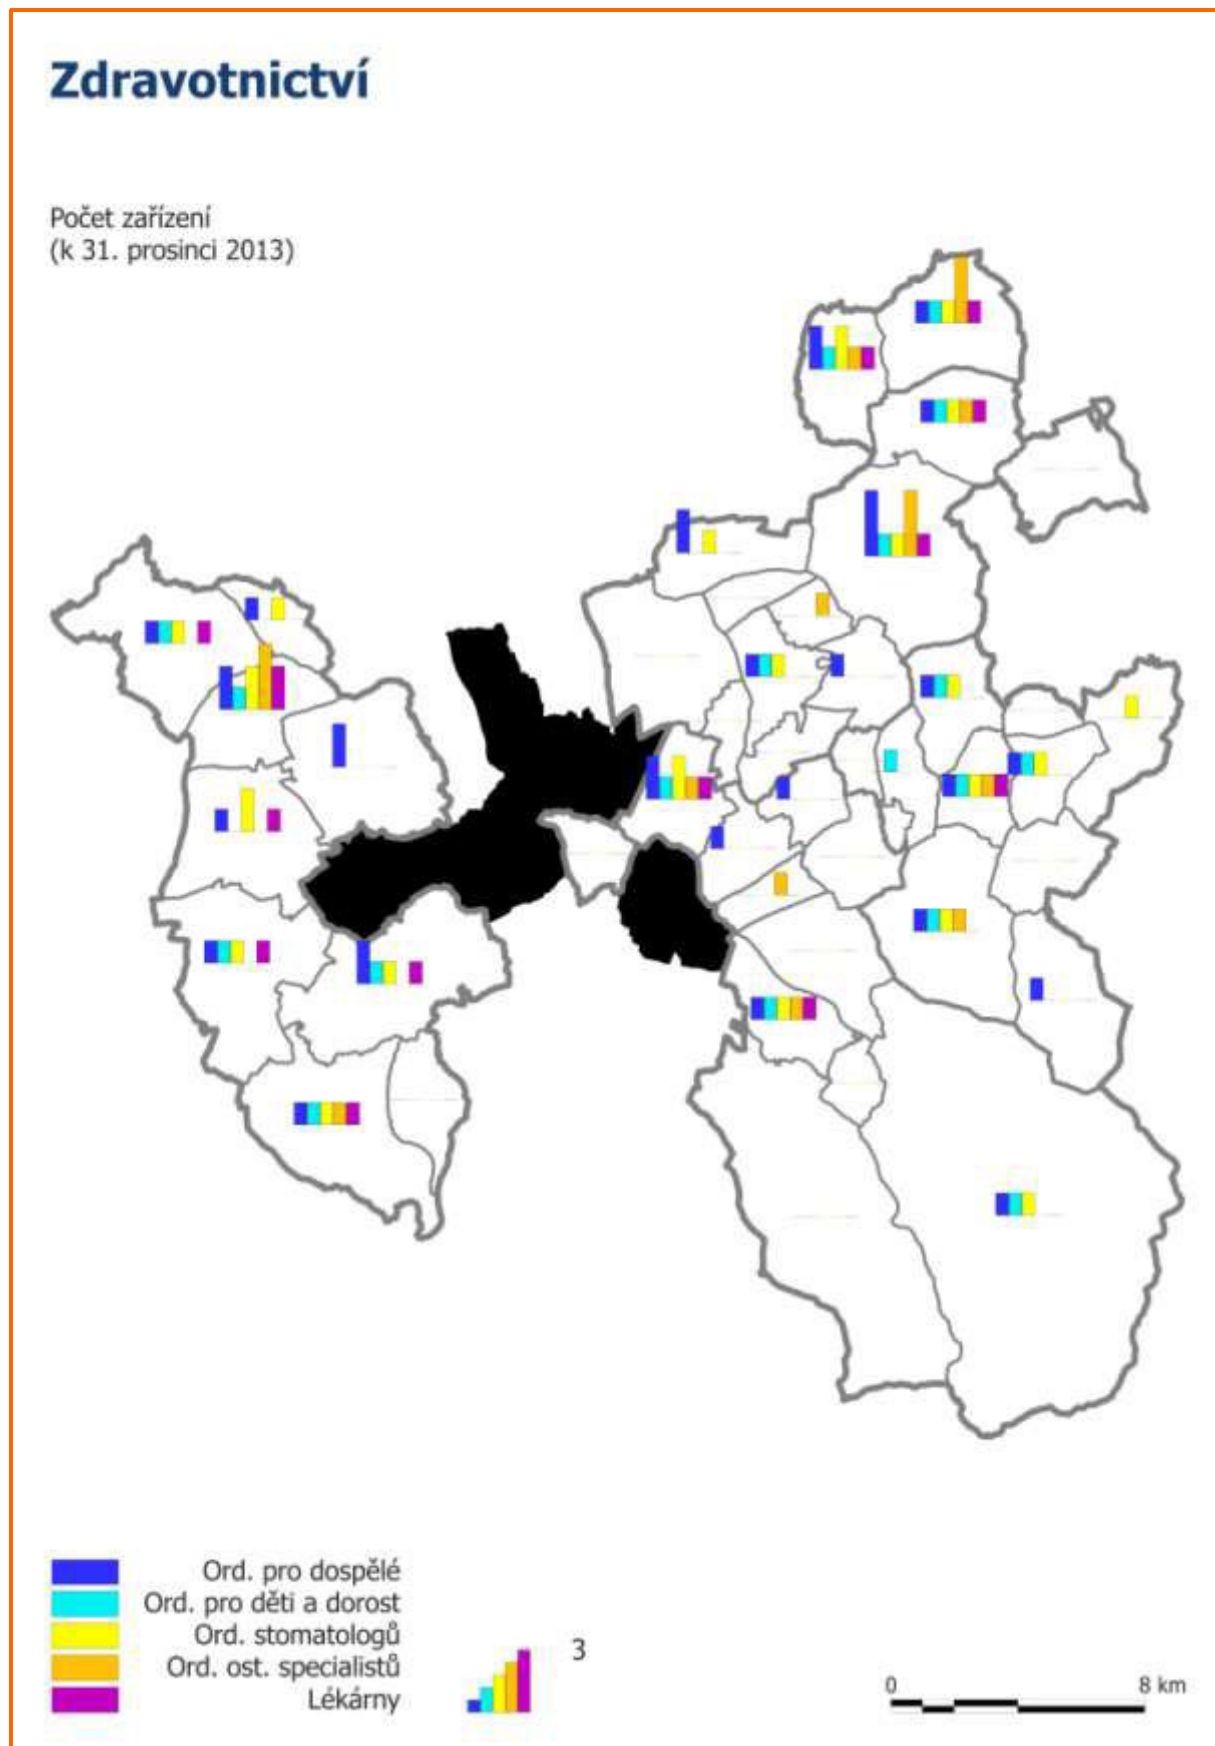 Zdravotnictví
Počet zařízení
(k 31. prosinci 2013)
Ord. pro dospělé
Ord. pro děti a dorost
Ord. stomatologů
Ord. ost. specialistů
Lékárny
3
0 8 km